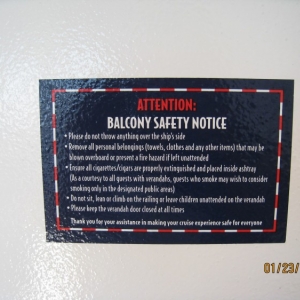 ATTENTION:
BALCONY SAFETY NOTICE
• Please do not throw anything over the ship's side
• Remove all personal belongings (towels, clothes and any other items) that may be
blown overboard or present a fire hazard if left unattended
• Ensure all cigarettes/cigars are properly extinguished and placed inside ashtray
(As a courtesy to all guests with verandahs, guests who smoke may wish to consider
smoking only in the designated public areas)
• Do not sit, lean or climb on the railing or leave children unattended on the verandah
• Please keep the verandah door closed at all times
Thank you for your assistance in making your cruise experience safe for everyone
01/23/